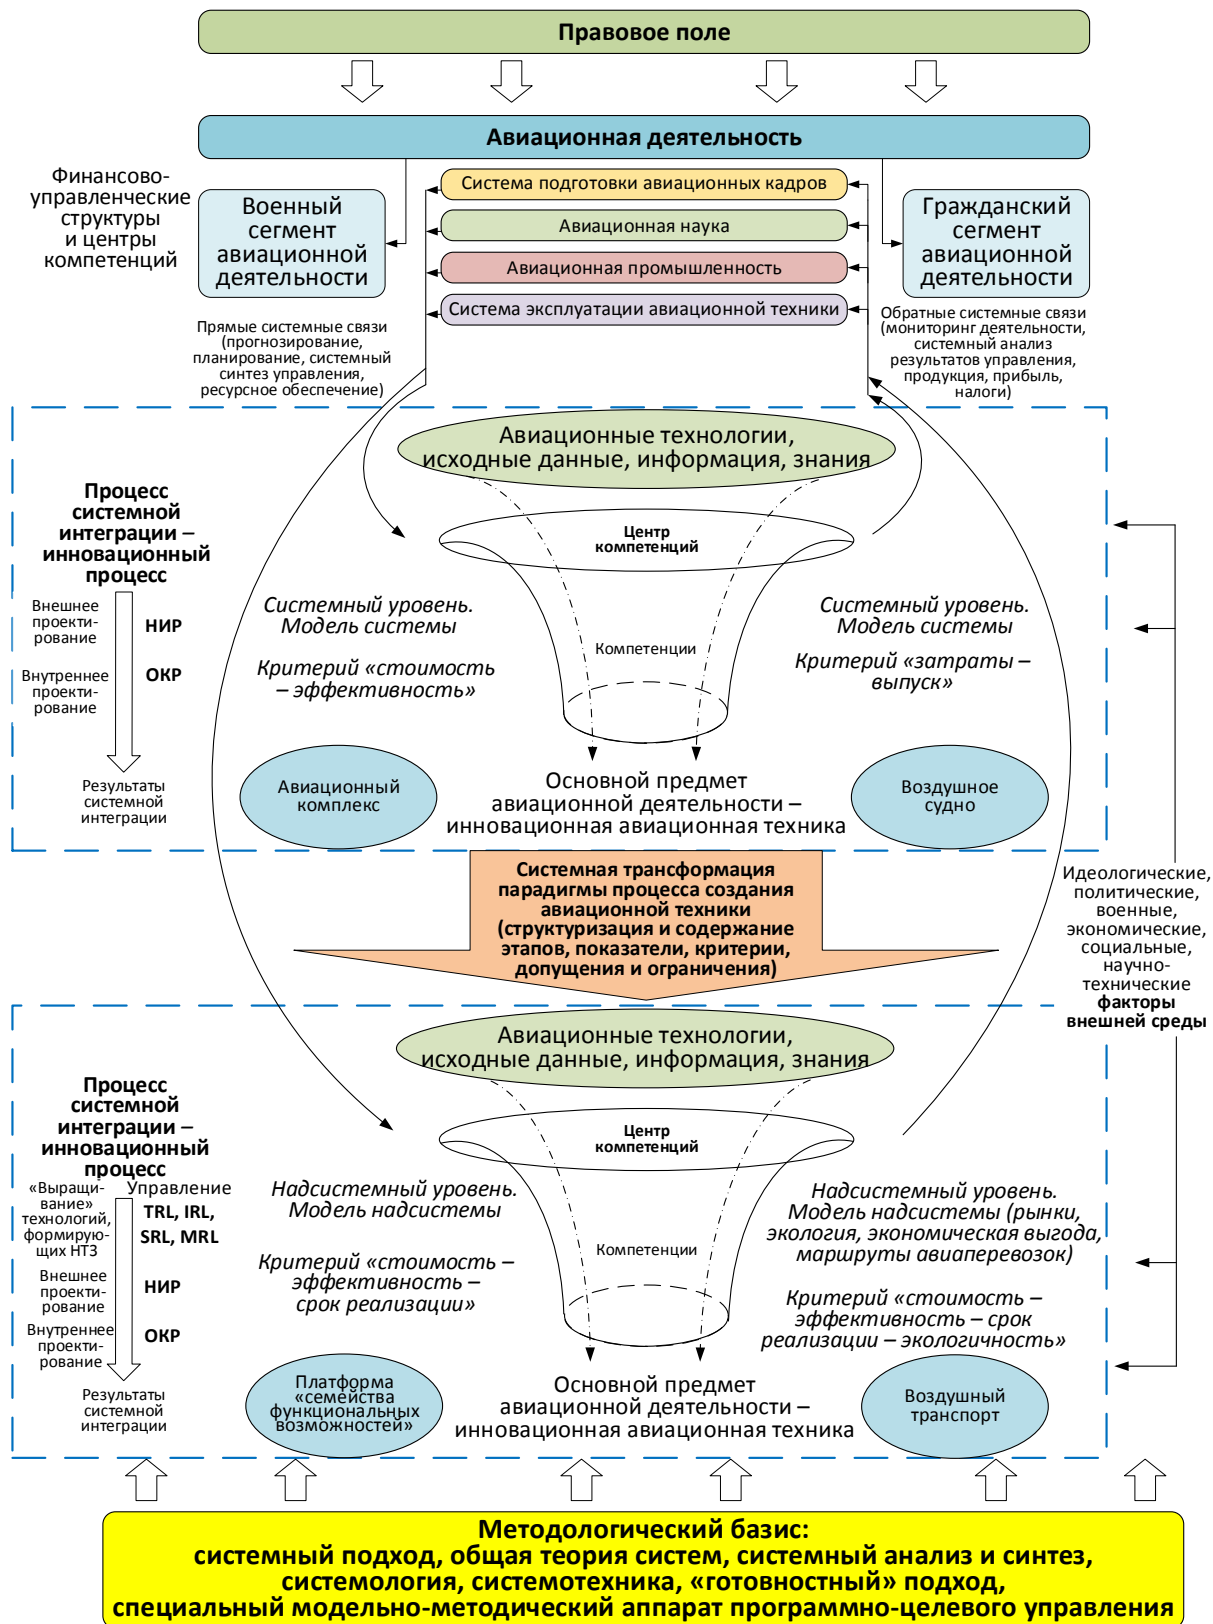 Правовое поле
Авиационная деятельность
Финансово-
управленческие
структуры
и центры
компетенций
Военный
сегмент
авиационной
деятельности
Система подготовки авиационных кадров
Авиационная наука
Авиационная промышленность
Система эксплуатации авиационной техники
Гражданский
сегмент
авиационной
деятельности
Прямые системные связи
(прогнозирование,
планирование, системный
синтез управления,
ресурсное обеспечение)
Обратные системные связи
(мониторинг деятельности,
системный анализ
результатов управления,
продукция, прибыль,
налоги)
Авиационные технологии,
исходные данные, информация, знания
Процесс
системной
интеграции –
инновационный
процесс
Центр
компетенций
Внешнее
проекти-
рование
НИР
Внутреннее
проекти-
рование
ОКР
Результаты
системной
интеграции
Системный уровень.
Модель системы
Критерий «стоимость
– эффективность»
Компетенции
Системный уровень.
Модель системы
Критерий «затраты –
выпуск»
Авиационный
комплекс
Основной предмет
авиационной деятельности –
инновационная авиационная техника
Воздушное
судно
Системная трансформация
парадигмы процесса создания
авиационной техники
(структуризация и содержание
этапов, показатели, критерии,
допущения и ограничения)
Идеологические,
политические,
военные,
экономические,
социальные,
научно-
технические
факторы
внешней среды
Авиационные технологии,
исходные данные, информация, знания
Процесс
системной
интеграции –
инновационный
процесс
Центр
компетенций
«Выращи-
вание»
технологий,
формирую-
щих НТЗ
Управление
TRL, IRL,
SRL, MRL
Внешнее
проекти-
рование
НИР
Внутреннее
проекти-
рование
ОКР
Результаты
системной
интеграции
Надсистемный уровень.
Модель надсистемы
Критерий «стоимость –
эффективность –
срок реализации»
Компетенции
Надсистемный уровень.
Модель надсистемы (рынки,
экология, экономическая выгода,
маршруты авиаперевозок)
Критерий «стоимость –
эффективность – срок
реализации – экологичность»
Платформа
«семейства
функциональных
возможностей»
Основной предмет
авиационной деятельности –
инновационная авиационная техника
Воздушный
транспорт
Методологический базис:
системный подход, общая теория систем, системный анализ и синтез,
системология, системотехника, «готовностный» подход,
специальный модельно-методический аппарат программно-целевого управления